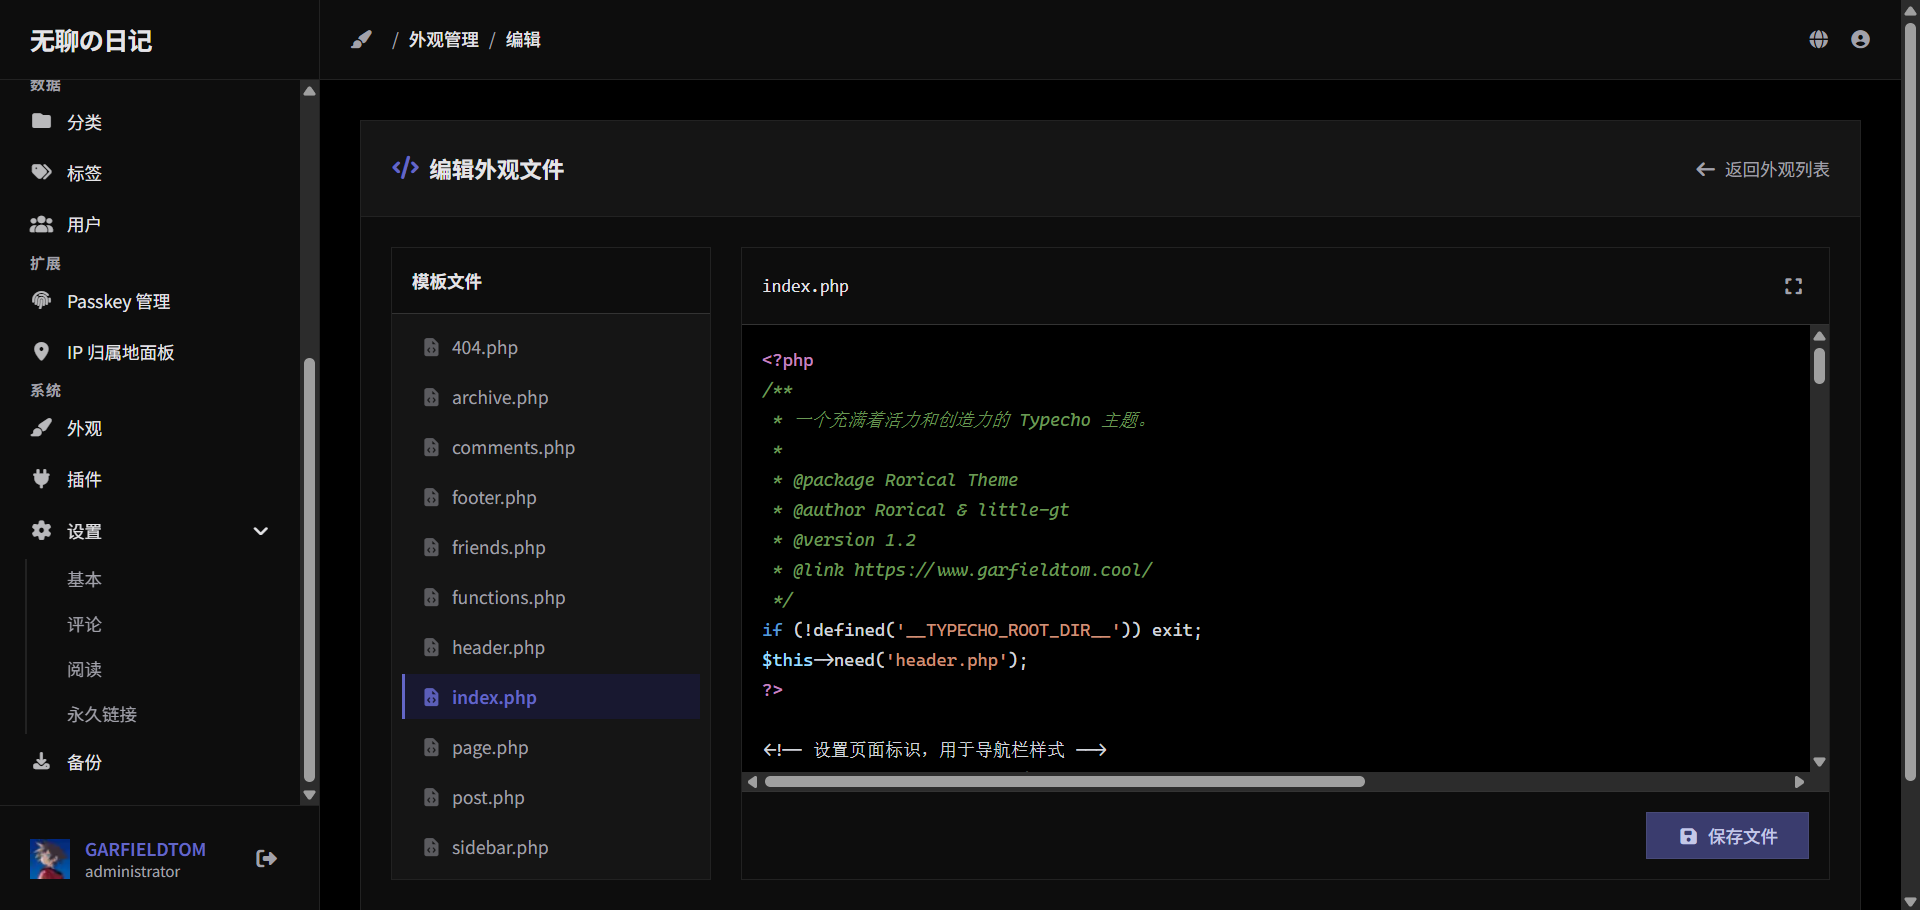 无聊の日记
/ 外观管理 / 编辑
数据
分类
标签
用户
扩展
Passkey 管理
IP 归属地面板
系统
外观
插件
设置
基本
评论
阅读
永久链接
备份
GARFIELDTOM
administrator
编辑外观文件
返回外观列表
模板文件
404.php
archive.php
comments.php
footer.php
friends.php
functions.php
header.php
index.php
page.php
post.php
sidebar.php
index.php
<?php
/**
 * 一个充满着活力和创造力的 Typecho 主题。
 *
 * @package Rorical Theme
 * @author Rorical & little-gt
 * @version 1.2
 * @link https://www.garfieldtom.cool/
 */
if (!defined('__TYPECHO_ROOT_DIR__')) exit;
$this->need('header.php');
?>
<!-- 设置页面标识，用于导航栏样式 -->
保存文件